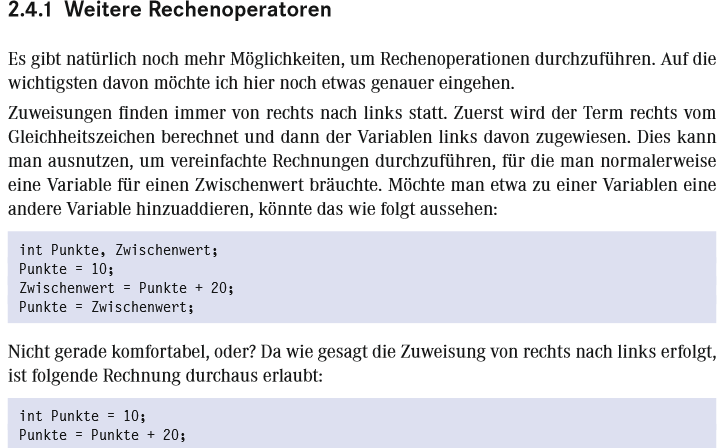 2.4.1 Weitere Rechenoperatoren
Es gibt natürlich noch mehr Möglichkeiten, um Rechenoperationen durchzuführen. Auf die
wichtigsten davon möchte ich hier noch etwas genauer eingehen.
Zuweisungen finden immer von rechts nach links statt. Zuerst wird der Term rechts vom
Gleichheitszeichen berechnet und dann der Variablen links davon zugewiesen. Dies kann
man ausnutzen, um vereinfachte Rechnungen durchzuführen, für die man normalerweise
eine Variable für einen Zwischenwert bräuchte. Möchte man etwa zu einer Variablen eine
andere Variable hinzuaddieren, könnte das wie folgt aussehen:
int Punkte, Zwischenwert;
Punkte = 10;
Zwischenwert = Punkte + 20;
Punkte = Zwischenwert;
Nicht gerade komfortabel, oder? Da wie gesagt die Zuweisung von rechts nach links erfolgt,
ist folgende Rechnung durchaus erlaubt:
int Punkte = 10;
Punkte = Punkte + 20;